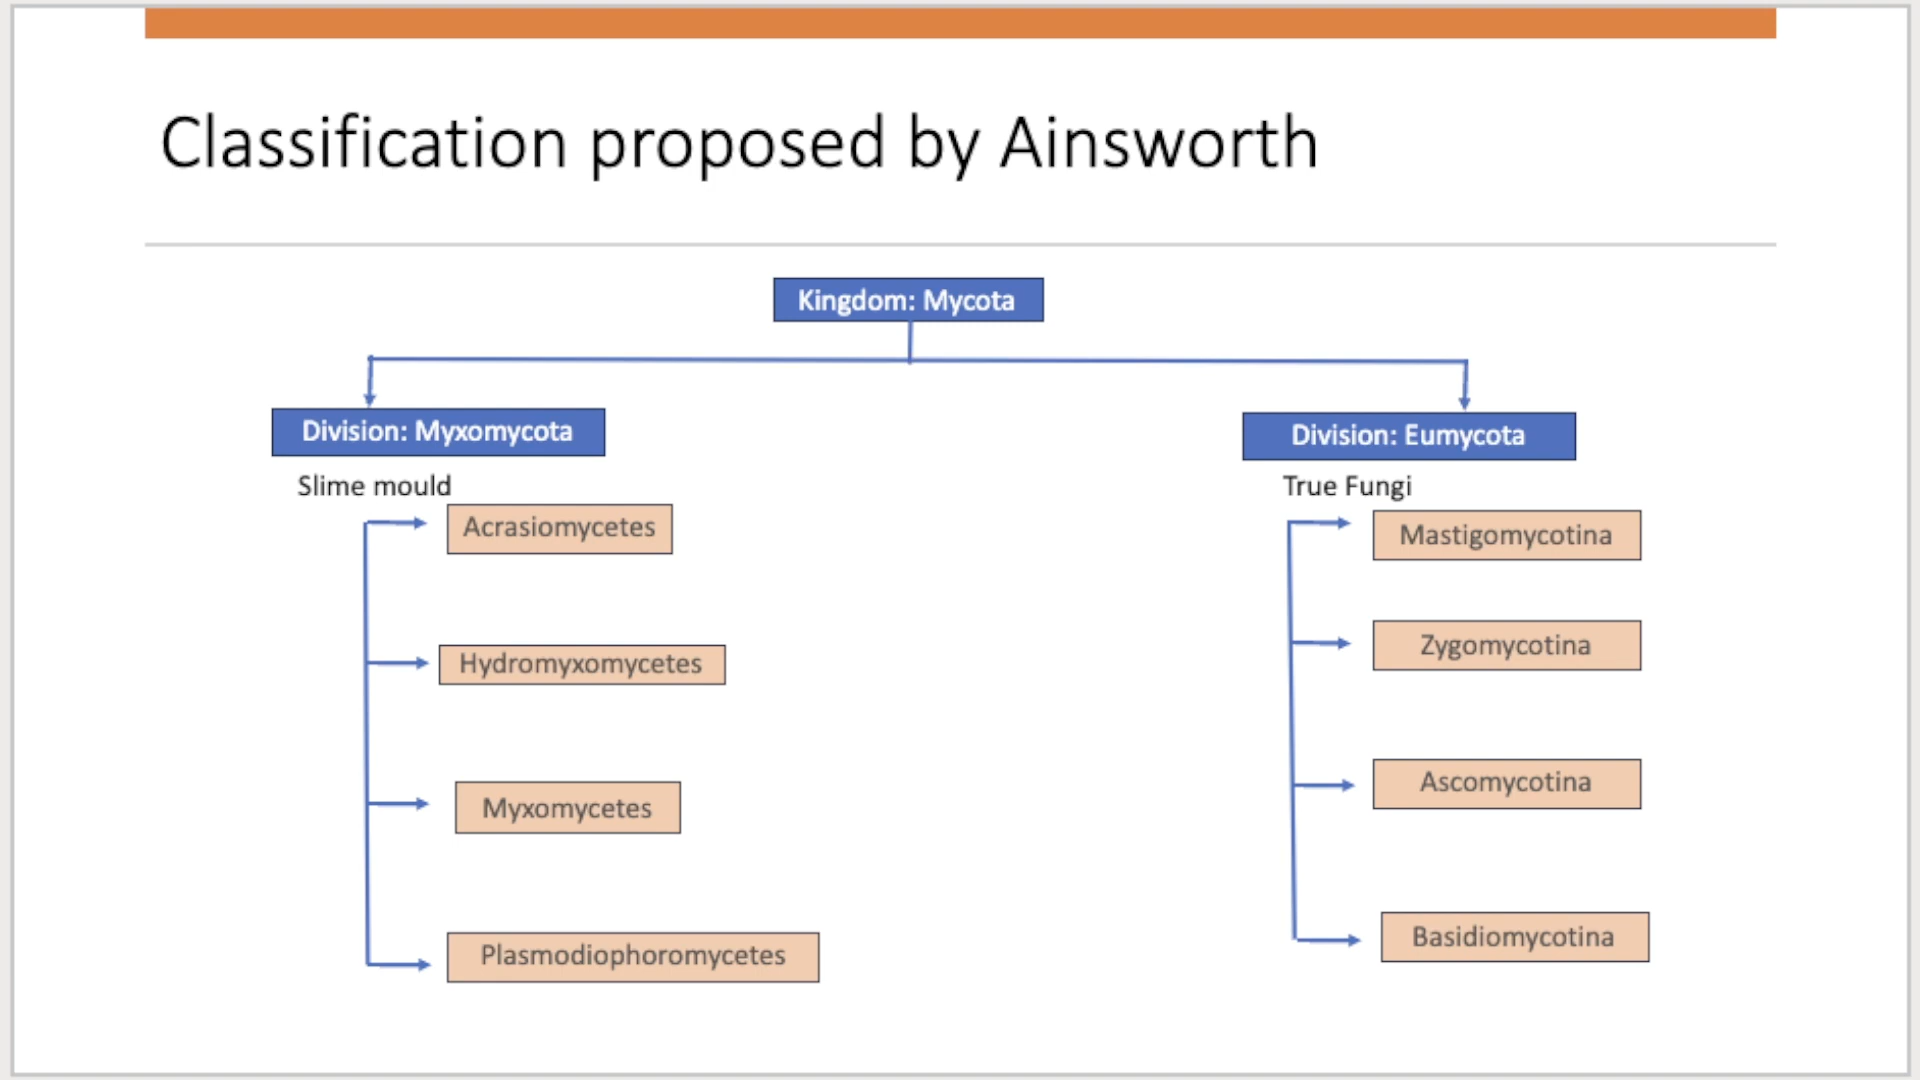 Classification proposed by Ainsworth
Kingdom: Mycota
Division: Myxomycota
Slime mould
Acrasiomycetes
Hydromyxomycetes
Myxomycetes
Plasmodiophoromycetes
Division: Eumycota
True Fungi
Mastigomycotina
Zygomycotina
Ascomycotina
Basidiomycotina